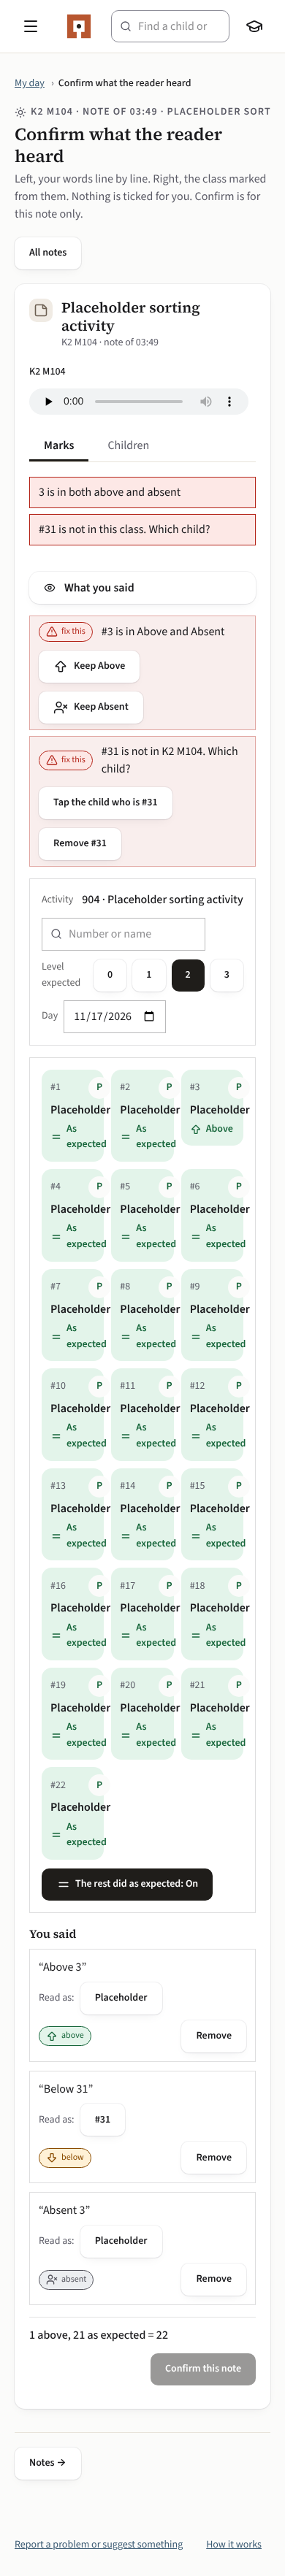 Find a child or
My day › Confirm what the reader heard
K2 M104 · NOTE OF 03:49 · PLACEHOLDER SORT
Confirm what the reader
heard
Left, your words line by line. Right, the class marked
from them. Nothing is ticked for you. Confirm is for
this note only.
All notes
Placeholder sorting
activity
K2 M104 · note of 03:49
K2 M104
0:00
Marks Children
3 is in both above and absent
#31 is not in this class. Which child?
What you said
fix this #3 is in Above and Absent
Keep Above
Keep Absent
fix this #31 is not in K2 M104. Which
child?
Tap the child who is #31
Remove #31
Activity 904 · Placeholder sorting activity
Number or name
Level
expected 0 1 2 3
Day 11/17/2026
#1 P #2 P #3 P
Placeholder Placeholder Placeholder
As
expected As
expected Above
#4 P #5 P #6 P
Placeholder Placeholder Placeholder
As As As
expected expected expected
#7 P #8 P #9 P
Placeholder Placeholder Placeholder
As As As
expected expected expected
#10 P #11 P #12 P
Placeholder Placeholder Placeholder
As As As
expected expected expected
#13 P #14 P #15 P
Placeholder Placeholder Placeholder
As As As
expected expected expected
#16 P #17 P #18 P
Placeholder Placeholder Placeholder
As As As
expected expected expected
#19 P #20 P #21 P
Placeholder Placeholder Placeholder
As As As
expected expected expected
#22 P
Placeholder
As
expected
The rest did as expected: On
You said
“Above 3”
Read as: Placeholder
above Remove
“Below 31”
Read as: #31
below Remove
“Absent 3”
Read as: Placeholder
absent Remove
1 above, 21 as expected = 22
Confirm this note
Notes →
Report a problem or suggest something How it works